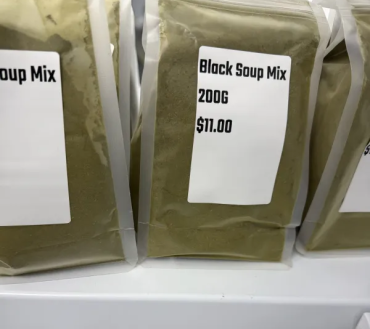 oup Mix
Black Soup Mix
200G
$11.00
$